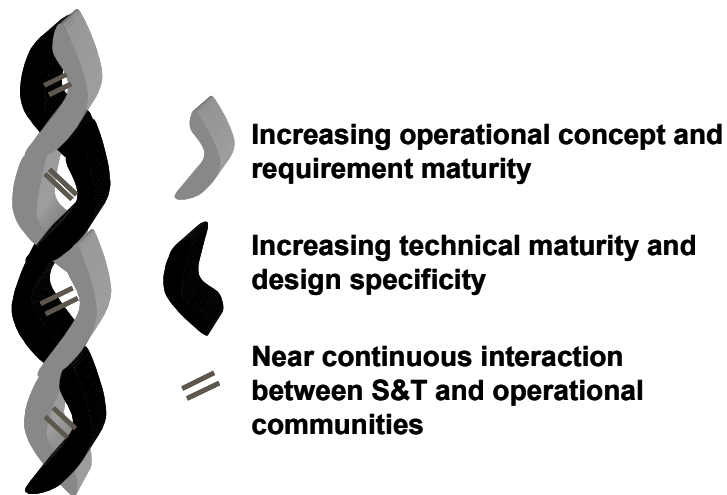 Increasing operational concept and
requirement maturity
Increasing technical maturity and
design specificity
Near continuous interaction
between S&T and operational
communities